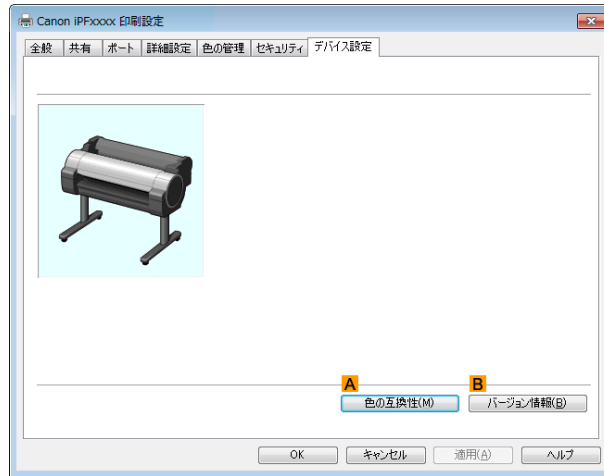 Canon iPFxxxx 印刷設定
全般 共有 ポート 詳細設定 色の管理 セキュリティ デバイス設定
A B
色の互換性(M) バージョン情報(B)
OK キャンセル 適用(A) ヘルプ